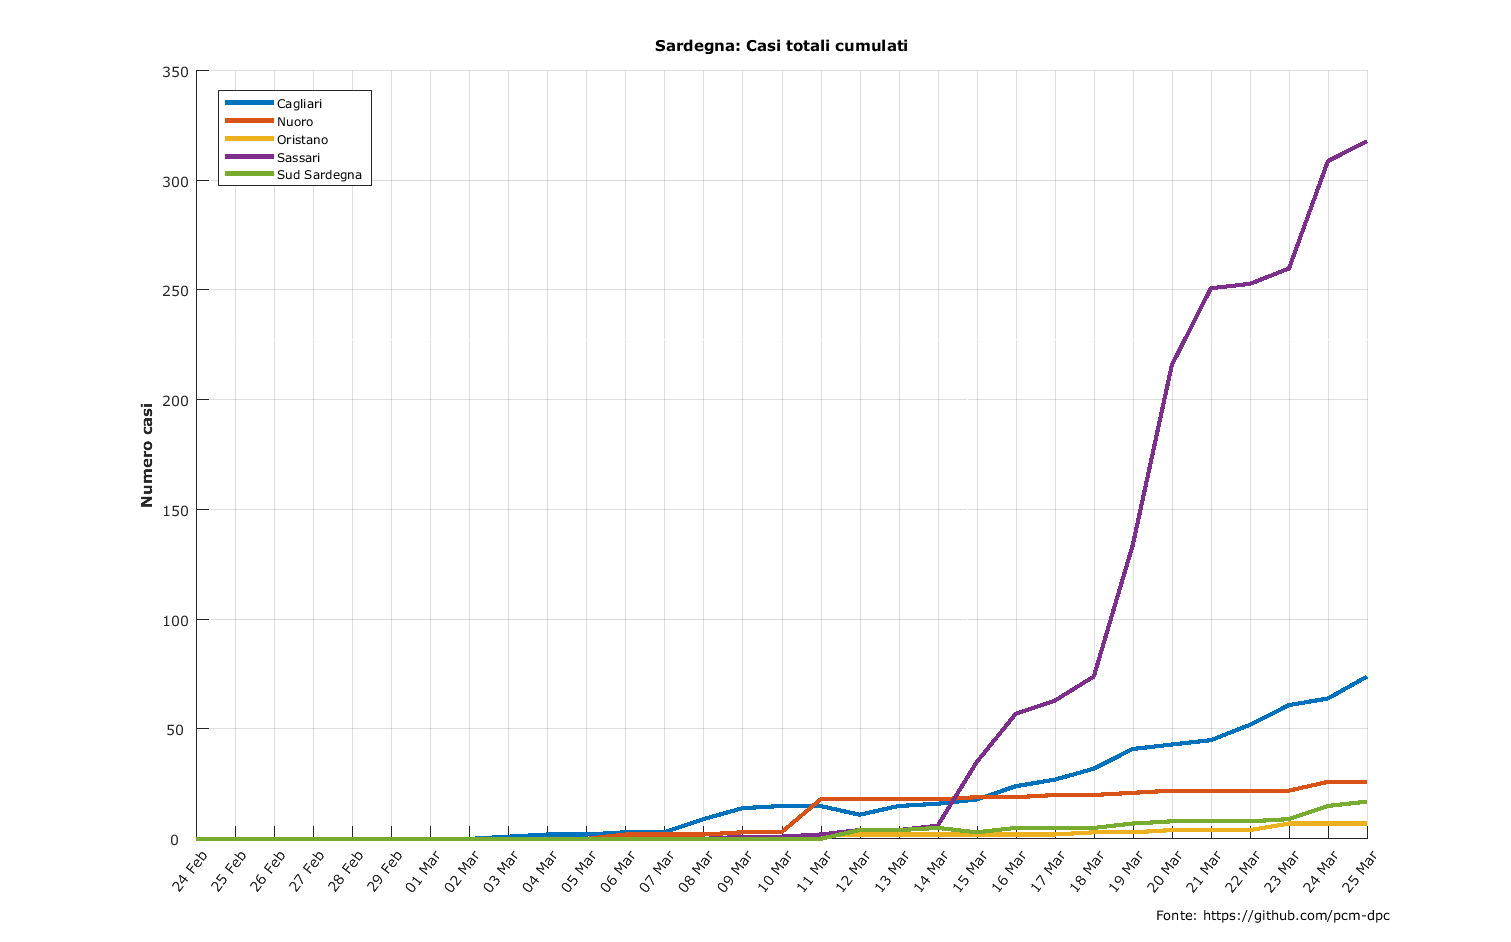 Sardegna: Casi totali cumulati
350
300
250
200
150
100
50
0
Numero casi
Cagliari
Nuoro
Oristano
Sassari
Sud Sardegna
24 Feb
25 Feb
26 Feb
27 Feb
28 Feb
29 Feb
01 Mar
02 Mar
03 Mar
04 Mar
05 Mar
06 Mar
07 Mar
08 Mar
09 Mar
10 Mar
11 Mar
12 Mar
13 Mar
14 Mar
15 Mar
16 Mar
17 Mar
18 Mar
19 Mar
20 Mar
21 Mar
22 Mar
23 Mar
24 Mar
25 Mar
Fonte: https://github.com/pcm-dpc